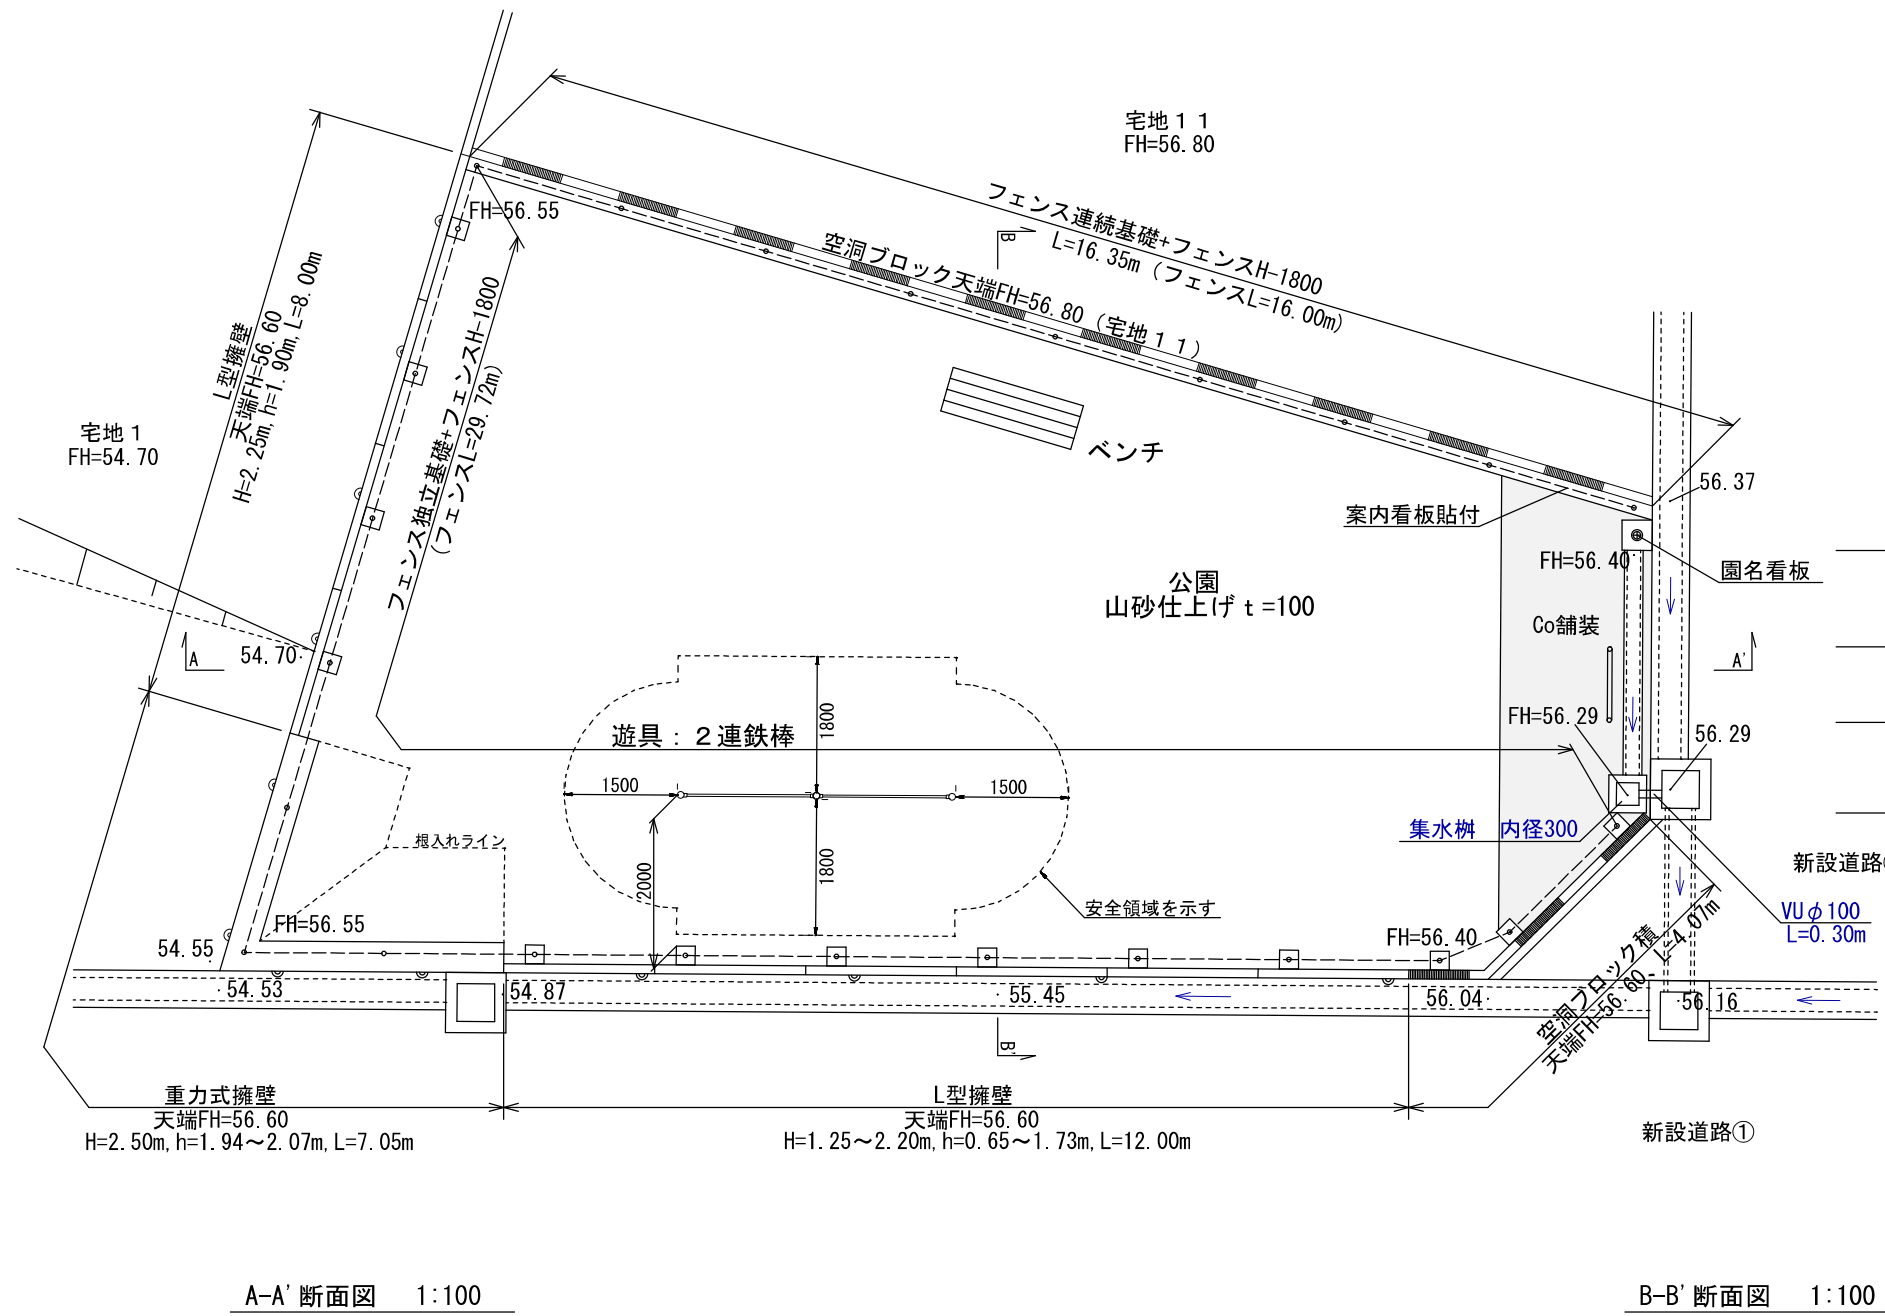 宅地11
FH=56.80
フェンス連続基礎+フェンスH-1800
L=16.35m（フェンスL=16.00m）
B
空洞ブロック天端FH=56.80（宅地11）
FH=56.55
L型擁壁
天端FH=56.60
H=2.25m,h=1.90m,L=8.00m
フェンス独立基礎+フェンスH-1800
（フェンスL=29.72m）
宅地1
FH=54.70
ベンチ
案内看板貼付
56.37
FH=56.40
園名看板
公園
山砂仕上げt=100
Co舗装
54.70
A
A'
遊具：2連鉄棒
1800
FH=56.29
56.29
1500
1500
集水桝 内径300
根入れライン
2000
1800
新設道路
安全領域を示す
VUφ100
L=0.30m
FH=56.55
FH=56.40
54.55
54.53
54.87
55.45
56.04
56.16
空洞ブロック積
天端FH=56.60、L=4.07m
B'
重力式擁壁
天端FH=56.60
H=2.50m,h=1.94～2.07m,L=7.05m
L型擁壁
天端FH=56.60
H=1.25～2.20m,h=0.65～1.73m,L=12.00m
新設道路①
A-A'断面図 1:100
B-B'断面図 1:100